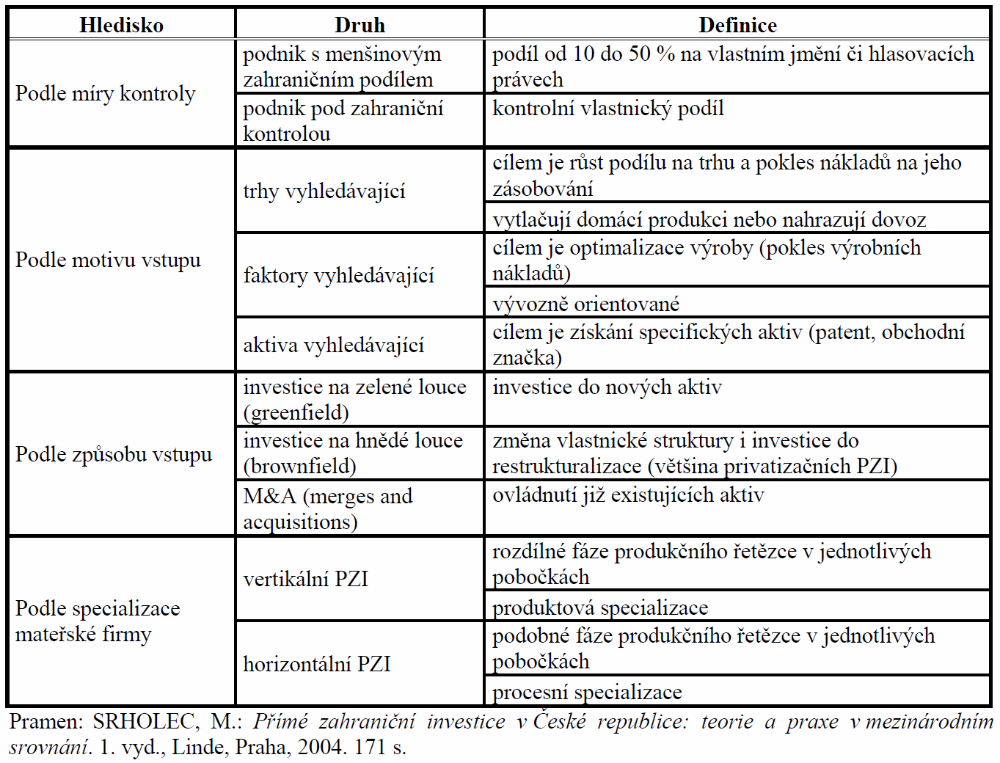 Hledisko Druh Definice
Podle míry kontroly
podnik s menšinovým
zahraničním podílem
podíl od 10 do 50 % na vlastním jmění či hlasovacích
právech
podnik pod zahraniční
kontrolou
kontrolní vlastnický podíl
Podle motivu vstupu
trhy vyhledávající
cílem je růst podílu na trhu a pokles nákladů na jeho
zásobování
vytlačují domácí produkci nebo nahrazují dovoz
faktory vyhledávající
cílem je optimalizace výroby (pokles výrobních
nákladů)
vývozně orientované
aktiva vyhledávající
cílem je získání specifických aktiv (patent, obchodní
značka)
Podle způsobu vstupu
investice na zelené louce
(greenfield)
investice do nových aktiv
investice na hnědé louce
(brownfield)
změna vlastnické struktury i investice do
restrukturalizace (většina privatizačních PZI)
M&A (merges and
acquisitions)
ovládnutí již existujících aktiv
Podle specializace
mateřské firmy
vertikální PZI
rozdílné fáze produkčního řetězce v jednotlivých
pobočkách
produktová specializace
horizontální PZI
podobné fáze produkčního řetězce v jednotlivých
pobočkách
procesní specializace
Pramen: SRHOLEC, M.: Přímé zahraniční investice v České republice: teorie a praxe v mezinárodním
srovnání. 1. vyd., Linde, Praha, 2004. 171 s.